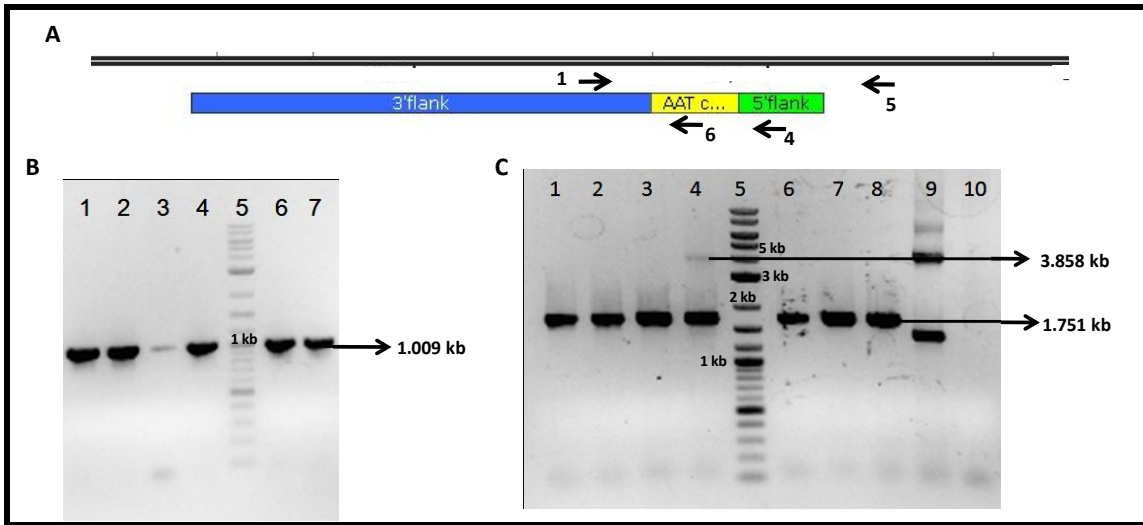 A
1
5
3'flank
AAT c...
5'flank
6
4
B
1 2 3 4 5 6 7
1 kb
1.009 kb
C
1 2 3 4 5 6 7 8 9 10
5 kb
3.858 kb
3 kb
2 kb
1.751 kb
1 kb